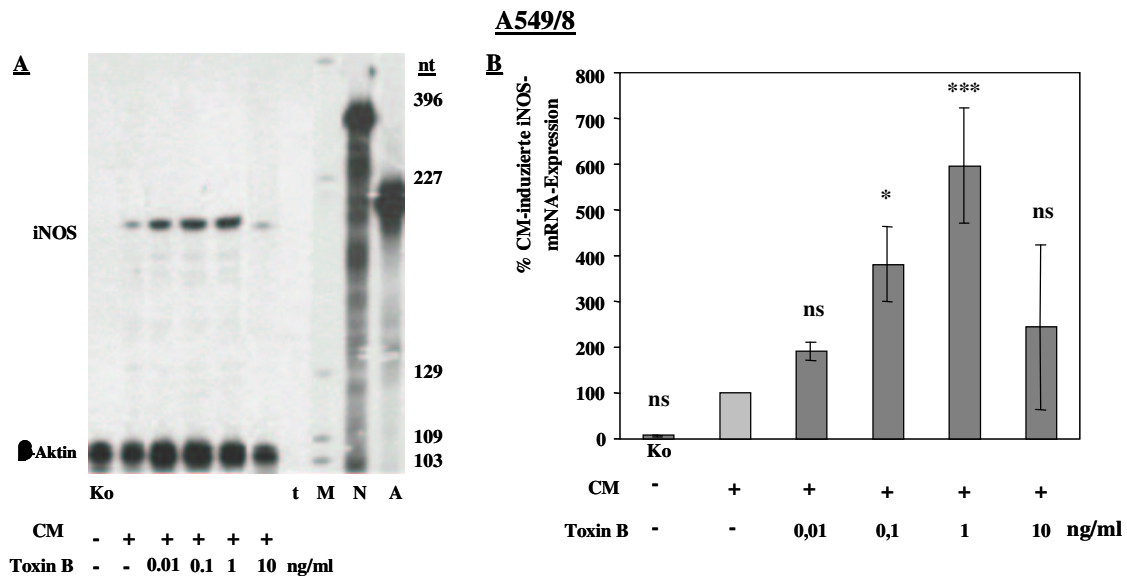 A549/8
A
nt
396
227
129
109
103
iNOS
β-Aktin
Ko t M N A
CM - + + + + +
Toxin B - - 0.01 0.1 1 10 ng/ml
B
% CM-induzierte iNOS-
mRNA-Expression
800
700
600
500
400
300
200
100
0
ns
ns
*
***
ns
Ko
CM - + + + + +
Toxin B - - 0,01 0,1 1 10 ng/ml